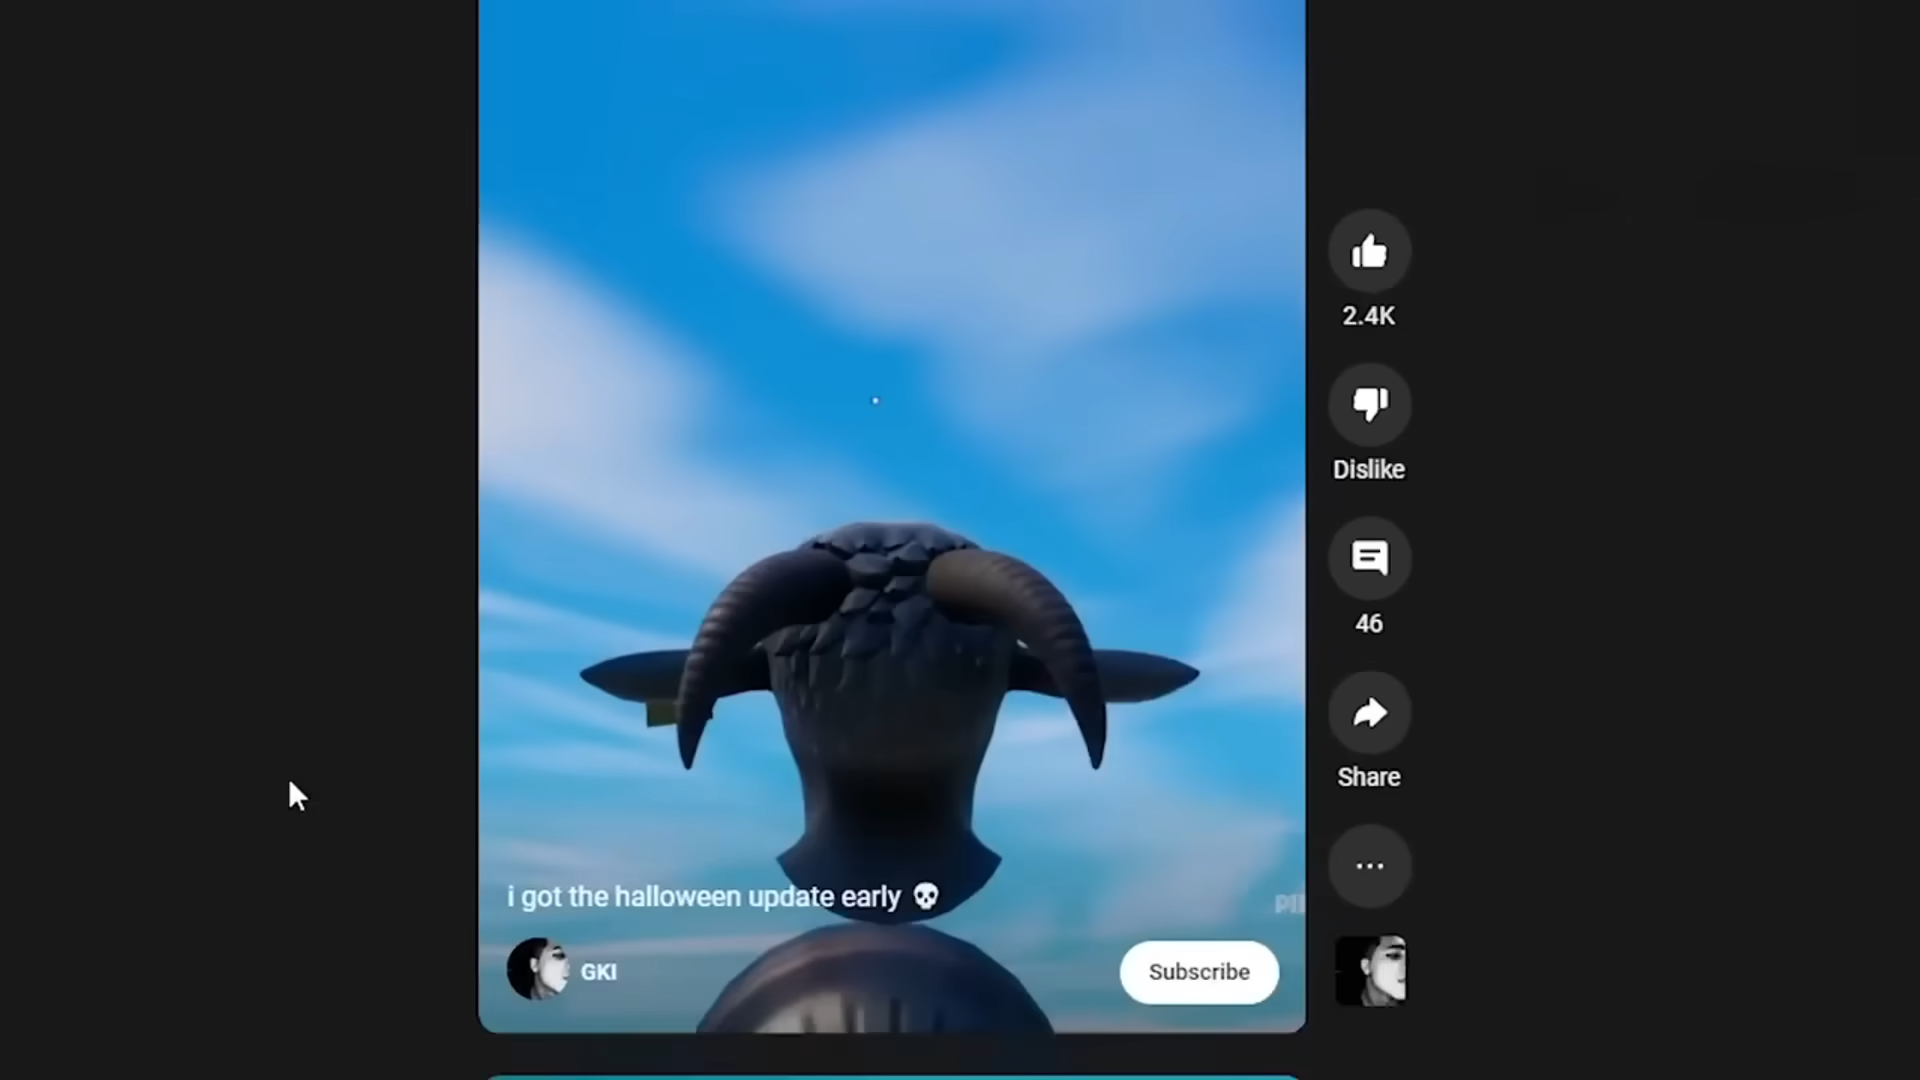 2.4K
Dislike
46
Share
i got the halloween update early 💀
GKI
Subscribe